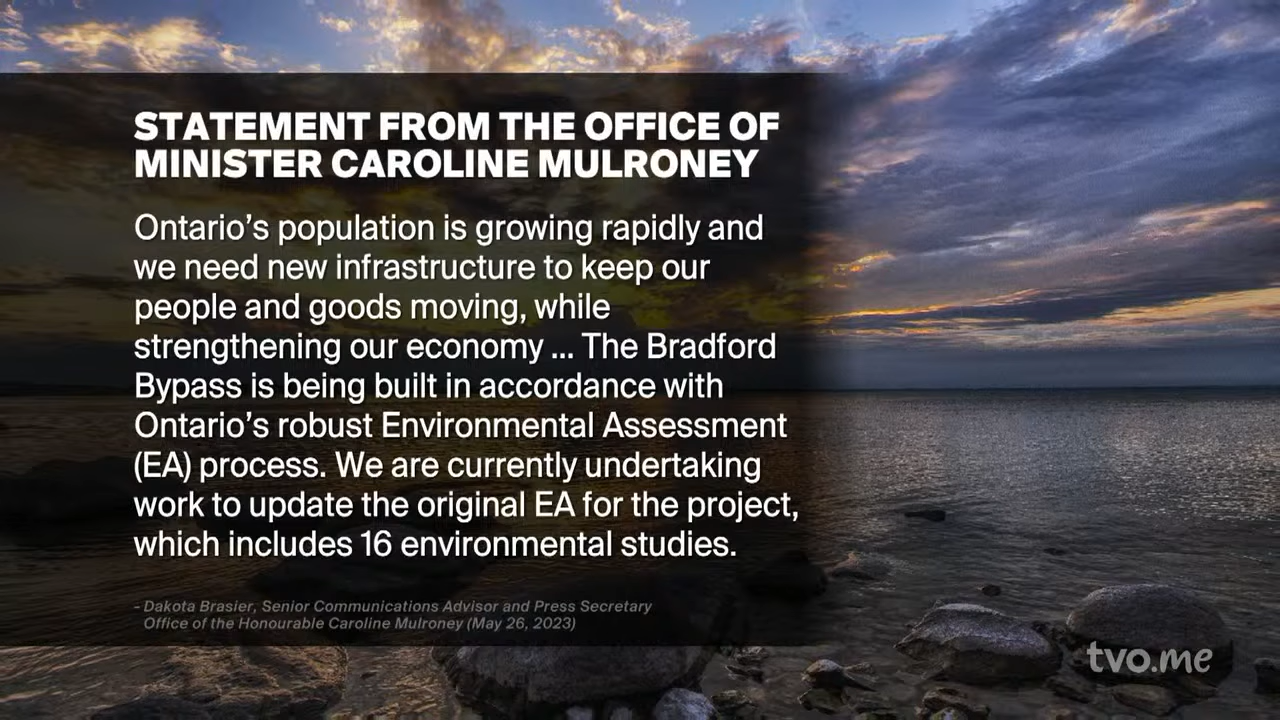 STATEMENT FROM THE OFFICE OF
MINISTER CAROLINE MULRONEY
Ontario’s population is growing rapidly and
we need new infrastructure to keep our
people and goods moving, while
strengthening our economy ... The Bradford
Bypass is being built in accordance with
Ontario’s robust Environmental Assessment
(EA) process. We are currently undertaking
work to update the original EA for the project,
which includes 16 environmental studies.
- Dakota Brasier, Senior Communications Advisor and Press Secretary
Office of the Honourable Caroline Mulroney (May 26, 2023)
tvo.me